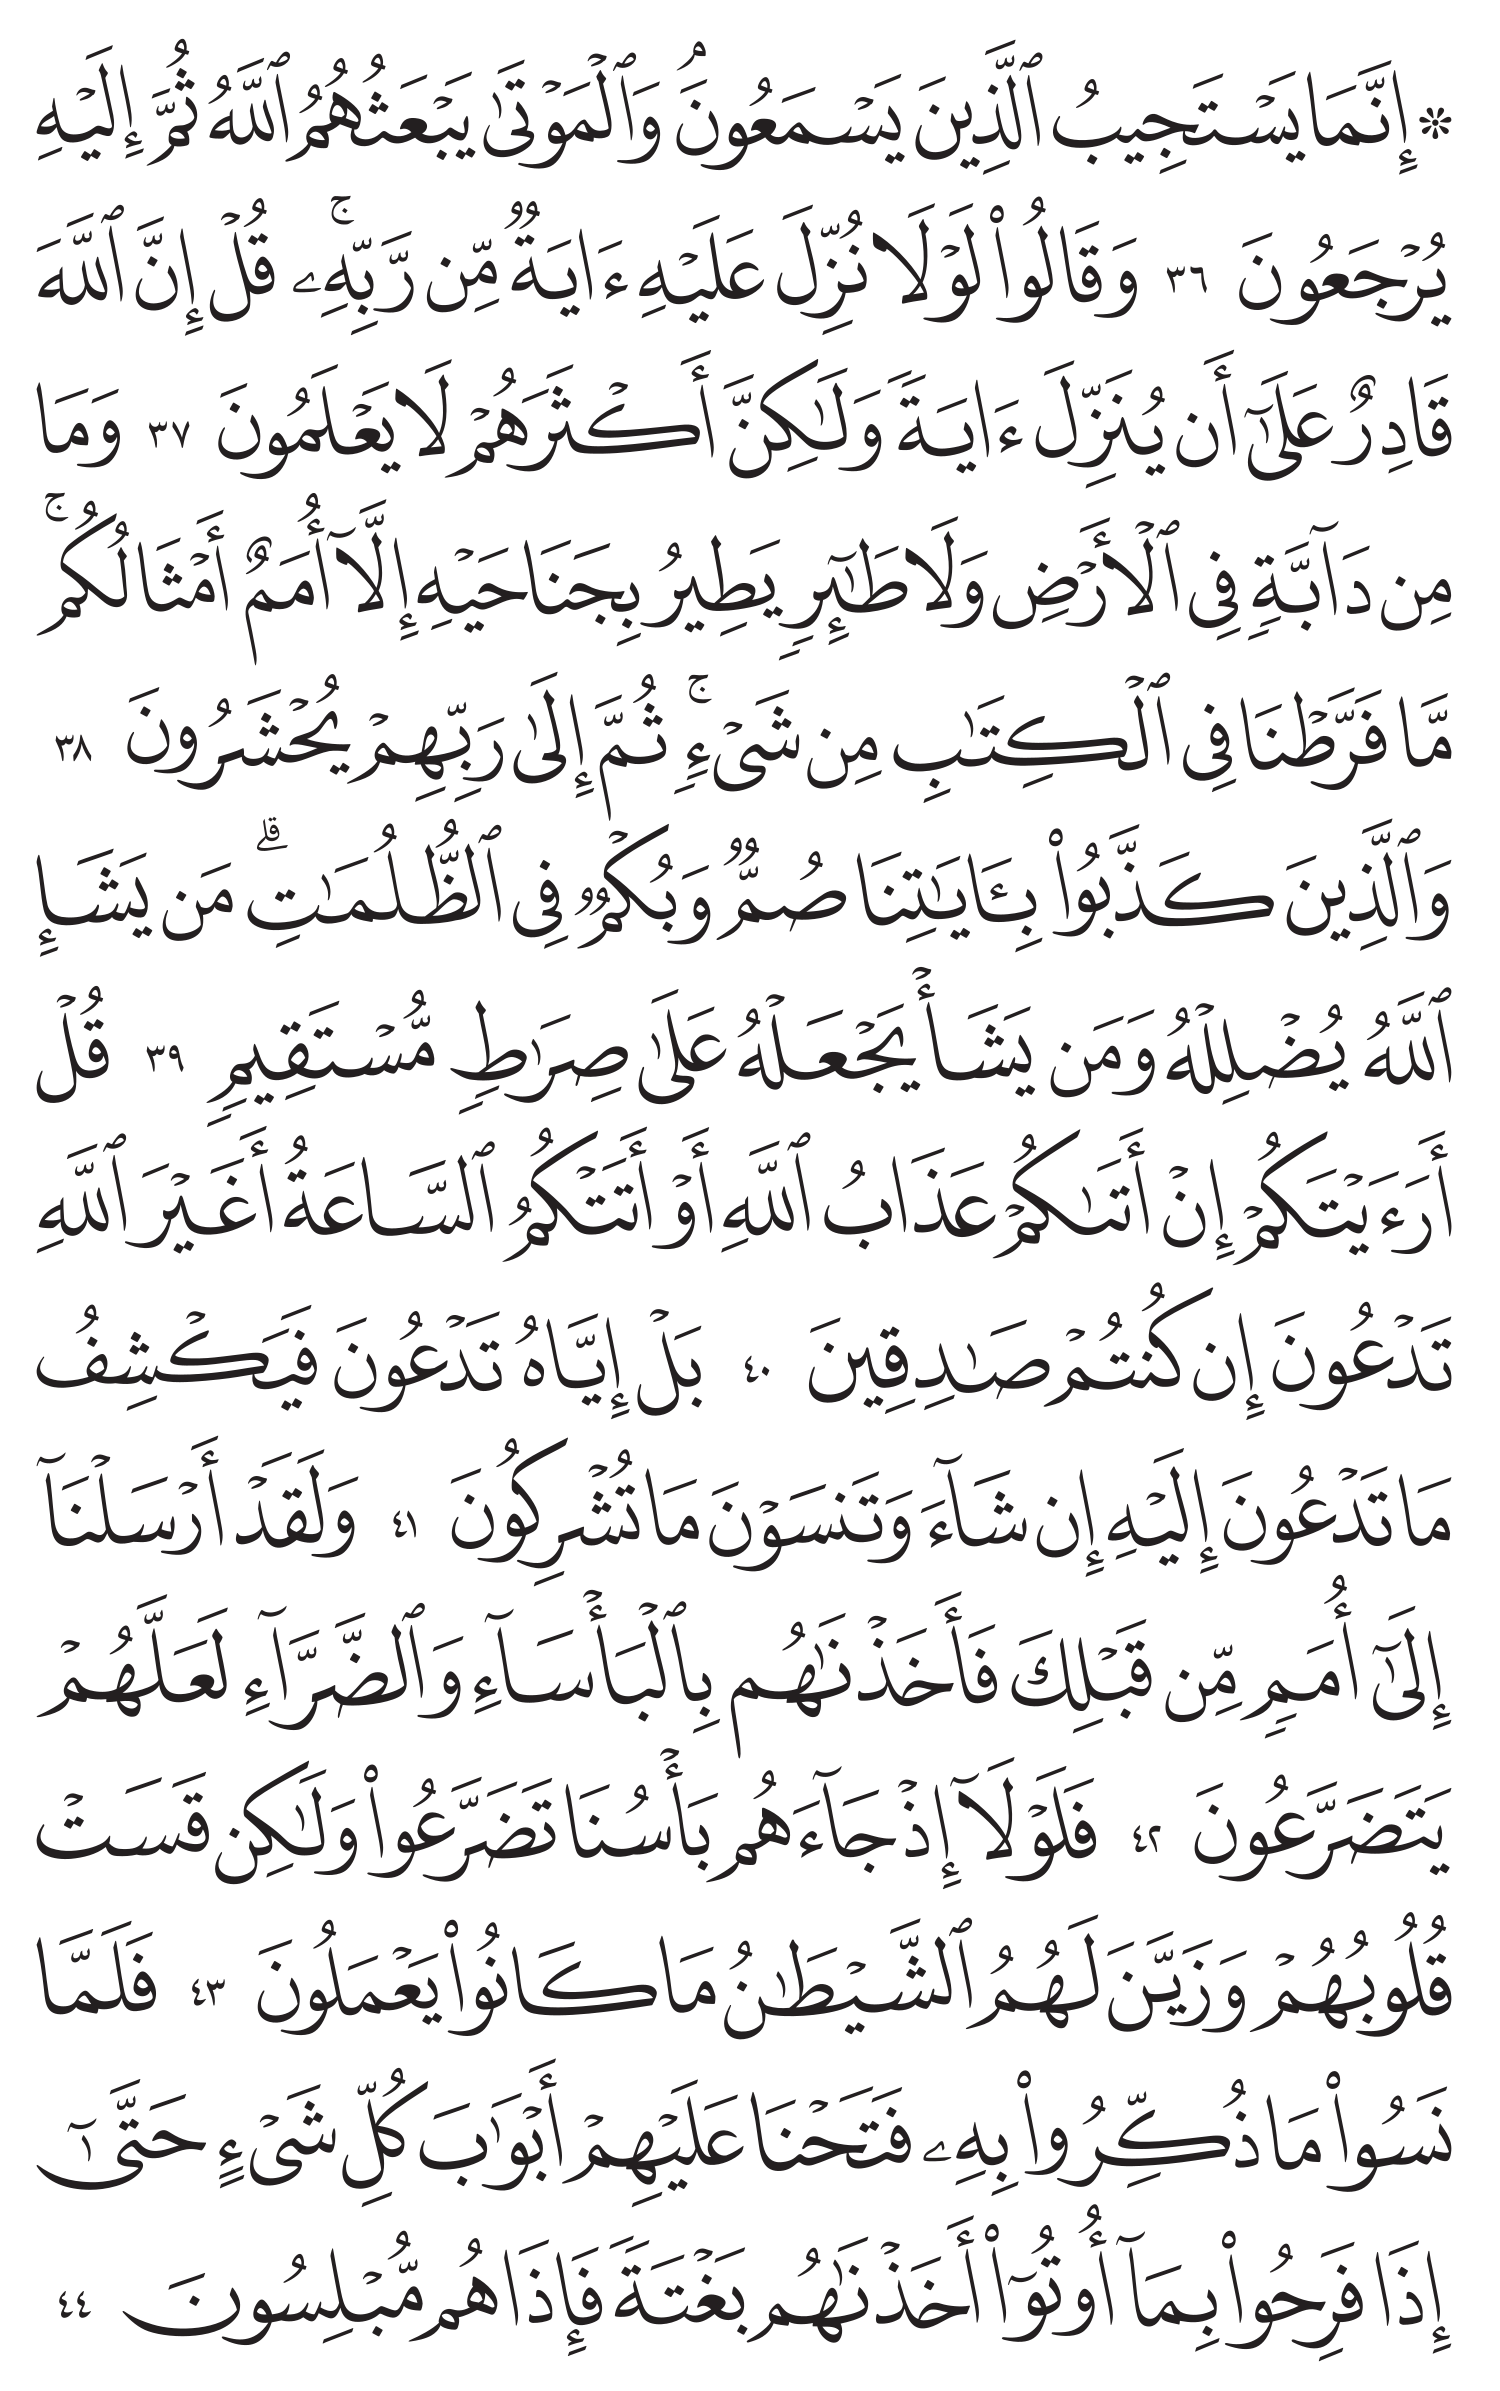 ۞ إِنَّمَا يَسْتَجِيبُ ٱلَّذِينَ يَسْمَعُونَۘ وَٱلْمَوْتَىٰ يَبْعَثُهُمُ ٱللَّهُ ثُمَّ إِلَيْهِ
يُرْجَعُونَ ٣٦ وَقَالُوا۟ لَوْلَا نُزِّلَ عَلَيْهِ ءَايَةٌ مِّن رَّبِّهِۦۚ قُلْ إِنَّ ٱللَّهَ
قَادِرٌ عَلَىٰٓ أَن يُنَزِّلَ ءَايَةً وَلَـٰكِنَّ أَكْثَرَهُمْ لَا يَعْلَمُونَ ٣٧ وَمَا
مِن دَآبَّةٍ فِى ٱلْأَرْضِ وَلَا طَـٰٓئِرٍ يَطِيرُ بِجَنَاحَيْهِ إِلَّآ أُمَمٌ أَمْثَالُكُمۚ
مَّا فَرَّطْنَا فِى ٱلْكِتَـٰبِ مِن شَىْءٍۚ ثُمَّ إِلَىٰ رَبِّهِمْ يُحْشَرُونَ ٣٨
وَٱلَّذِينَ كَذَّبُوا۟ بِـَٔايَـٰتِنَا صُمٌّ وَبُكْمٌ فِى ٱلظُّلُمَـٰتِۗ مَن يَشَإِ
ٱللَّهُ يُضْلِلْهُ وَمَن يَشَأْ يَجْعَلْهُ عَلَىٰ صِرَٰطٍ مُّسْتَقِيمٍ ٣٩ قُلْ
أَرَءَيْتَكُمْ إِنْ أَتَىٰكُمْ عَذَابُ ٱللَّهِ أَوْ أَتَتْكُمُ ٱلسَّاعَةُ أَغَيْرَ ٱللَّهِ
تَدْعُونَ إِن كُنتُمْ صَـٰدِقِينَ ٤٠ بَلْ إِيَّاهُ تَدْعُونَ فَيَكْشِفُ
مَا تَدْعُونَ إِلَيْهِ إِن شَآءَ وَتَنسَوْنَ مَا تُشْرِكُونَ ٤١ وَلَقَدْ أَرْسَلْنَآ
إِلَىٰٓ أُمَمٍ مِّن قَبْلِكَ فَأَخَذْنَـٰهُم بِٱلْبَأْسَآءِ وَٱلضَّرَّآءِ لَعَلَّهُمْ
يَتَضَرَّعُونَ ٤٢ فَلَوْلَآ إِذْ جَآءَهُم بَأْسُنَا تَضَرَّعُوا۟ وَلَـٰكِن قَسَتْ
قُلُوبُهُمْ وَزَيَّنَ لَهُمُ ٱلشَّيْطَـٰنُ مَا كَانُوا۟ يَعْمَلُونَ ٤٣ فَلَمَّا
نَسُوا۟ مَا ذُكِّرُوا۟ بِهِۦ فَتَحْنَا عَلَيْهِمْ أَبْوَٰبَ كُلِّ شَىْءٍ حَتَّىٰٓ
إِذَا فَرِحُوا۟ بِمَآ أُوتُوٓا۟ أَخَذْنَـٰهُم بَغْتَةً فَإِذَا هُم مُّبْلِسُونَ ٤٤